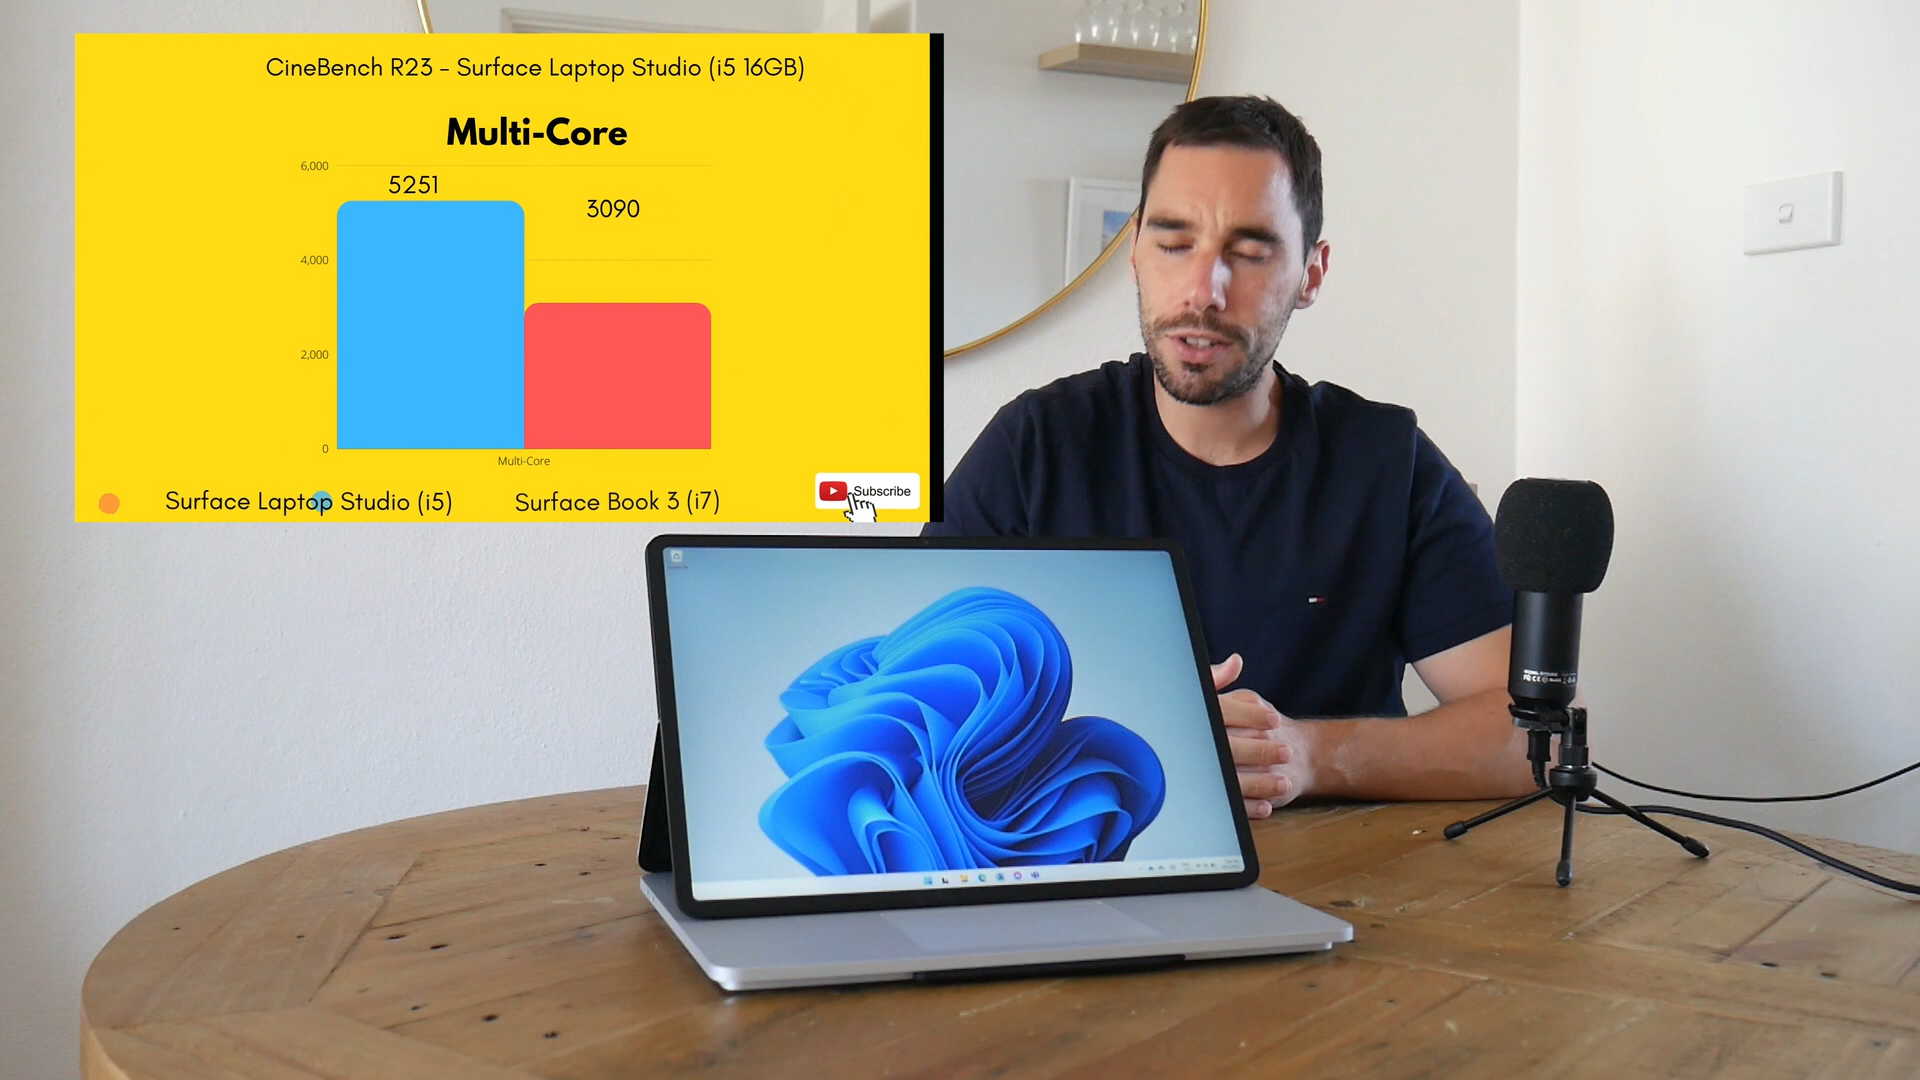 CineBench R23 - Surface Laptop Studio (i5 16GB)
Multi-Core
6,000
5251
3090
4,000
2,000
0
Multi-Core
Surface Laptop Studio (i5)
Surface Book 3 (i7)
Subscribe